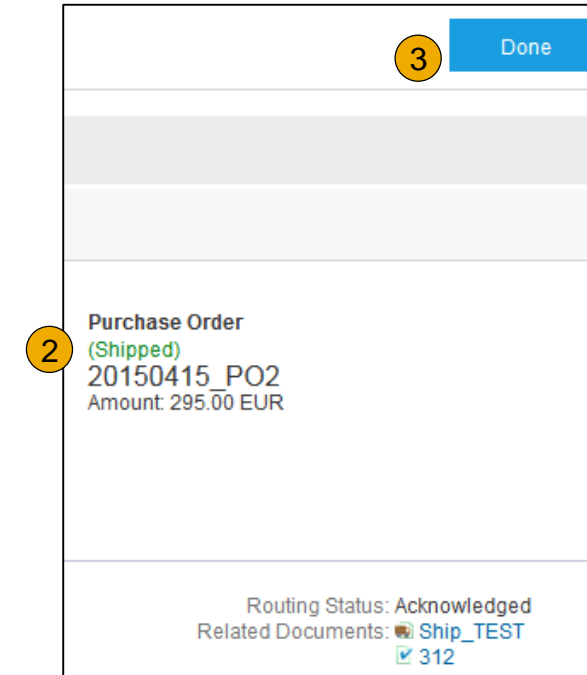 3
Done
Purchase Order
2
(Shipped)
20150415_PO2
Amount: 295.00 EUR
Routing Status: Acknowledged
Related Documents: Ship_TEST
312